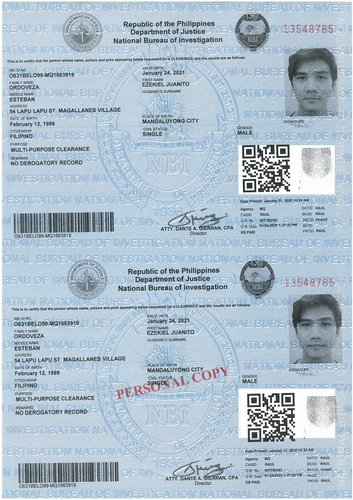 Republic of the Philippines
Department of Justice
National Bureau of Investigation
13548785
This is to certify that the person whose name, picture and print appearing below requested for a CLEARANCE and the results are as follows:
NBI ID NO
O631BELO99-MQ1663919
VALID UNTIL
January 24, 2021
FAMILY NAME
ORDOVEZA
FIRST NAME
EZEKIEL JUANITO
MIDDLE NAME
ESTEBAN
HUSBAND'S SURNAME
ADDRESS
54 LAPU LAPU ST MAGALLANES VILLAGE
DATE OF BIRTH
February 12, 1999
PLACE OF BIRTH
MANDALUYONG CITY
CITIZENSHIP
FILIPINO
CIVIL STATUS
SINGLE
GENDER
MALE
SIGNATURE
PURPOSE
MULTI-PURPOSE CLEARANCE
REMARKS
NO DEROGATORY RECORD
O631BELO99-MQ1663919
ATTY. DANTE A. GIERRAN, CPA
Director
Agency MQ
Republic of the Philippines
Department of Justice
National Bureau of Investigation
13548785
This is to certify that the person whose name, picture and print appearing below requested for a CLEARANCE and the results are as follows:
NBI ID NO
O631BELO99-MQ1663919
VALID UNTIL
January 24, 2021
FAMILY NAME
ORDOVEZA
FIRST NAME
EZEKIEL JUANITO
MIDDLE NAME
ESTEBAN
HUSBAND'S SURNAME
ADDRESS
54 LAPU LAPU ST MAGALLANES VILLAGE
DATE OF BIRTH
February 12, 1999
PLACE OF BIRTH
MANDALUYONG CITY
CITIZENSHIP
FILIPINO
CIVIL STATUS
SINGLE
GENDER
MALE
PERSONAL COPY
PURPOSE
MULTI-PURPOSE CLEARANCE
REMARKS
NO DEROGATORY RECORD
O631BELO99-MQ1663919
ATTY. DANTE A. GIERRAN, CPA
Director
Agency MQ